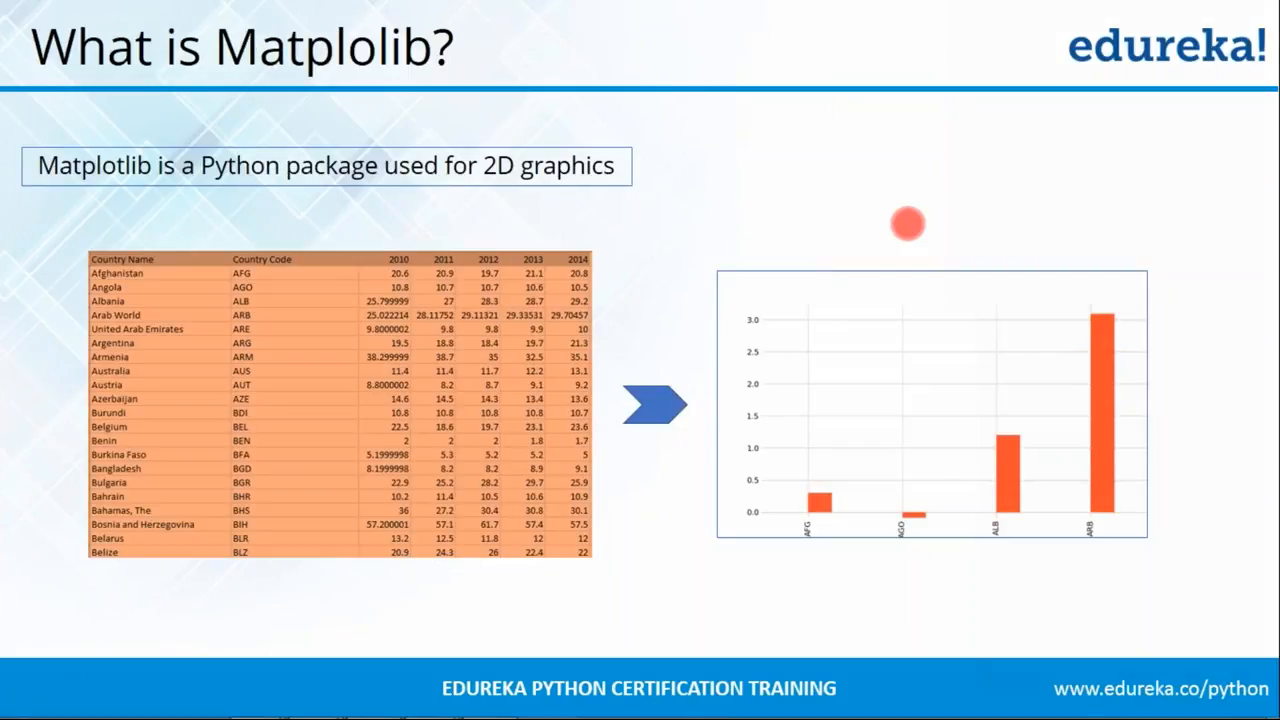 What is Matplolib?
edureka!
Matplotlib is a Python package used for 2D graphics
Country Name Country Code 2010 2011 2012 2013 2014
Afghanistan AFG 20.6 20.9 19.7 21.1 20.8
Angola AGO 10.8 10.7 10.7 10.6 10.5
Albania ALB 25.799999 27 28.3 28.7 29.2
Arab World ARB 25.022214 28.11752 29.11321 29.33531 29.70457
United Arab Emirates ARE 9.8000002 9.8 9.8 9.9 10
Argentina ARG 19.5 18.8 18.4 19.7 21.3
Armenia ARM 38.299999 38.7 35 32.5 35.1
Australia AUS 11.4 11.4 11.7 12.2 13.1
Austria AUT 8.8000002 8.2 8.7 9.1 9.2
Azerbaijan AZE 14.6 14.5 14.3 13.4 13.6
Burundi BDI 10.8 10.8 10.8 10.8 10.7
Belgium BEL 22.5 18.6 19.7 23.1 23.6
Benin BEN 2 2 2 1.8 1.7
Burkina Faso BFA 5.1999998 5.3 5.2 5.2 5
Bangladesh BGD 8.1999998 8.2 8.2 8.9 9.1
Bulgaria BGR 22.9 25.2 28.2 29.7 25.9
Bahrain BHR 10.2 11.4 10.5 10.6 10.9
Bahamas, The BHS 36 27.2 30.4 30.8 30.1
Bosnia and Herzegovina BIH 57.200001 57.1 61.7 57.4 57.5
Belarus BLR 13.2 12.5 11.8 12 12
Belize BLZ 20.9 24.3 26 22.4 22
3.0
2.5
2.0
1.5
1.0
0.5
0.0
AFG AGO ALB ARB
EDUREKA PYTHON CERTIFICATION TRAINING
www.edureka.co/python